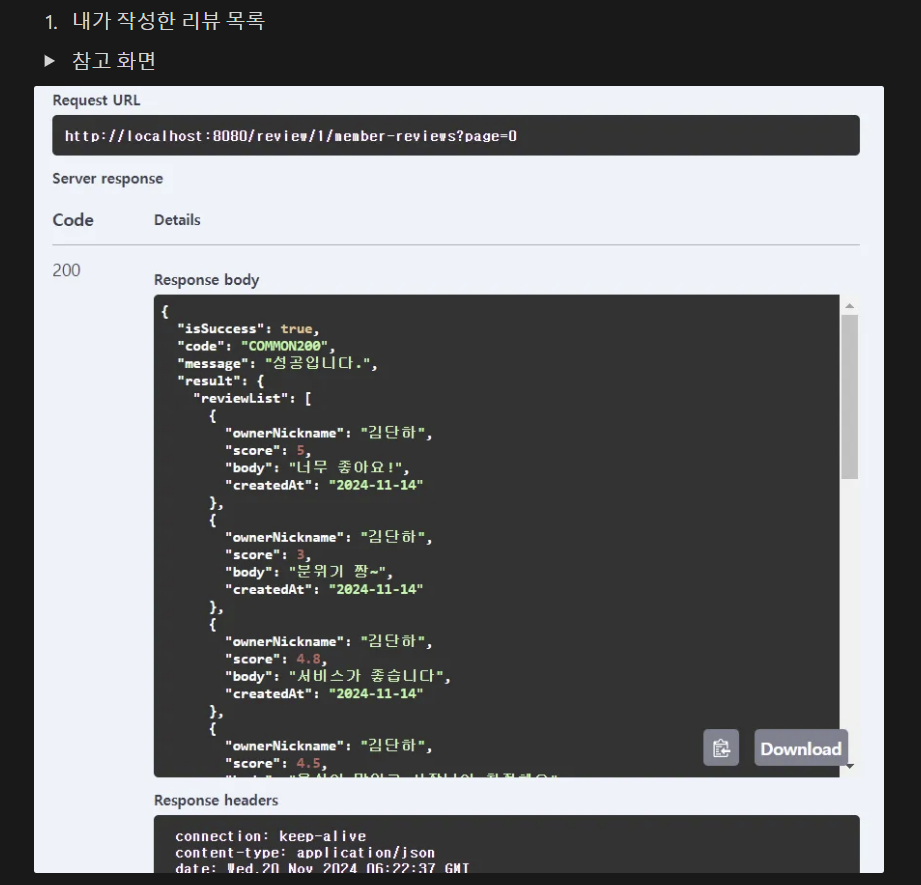 1. 내가 작성한 리뷰 목록
▶ 참고 화면
Request URL
http://localhost:8080/review/1/member-reviews?page=0
Server response
Code Details
200
Response body
{
"isSuccess": true,
"code": "COMMON200",
"message": "성공입니다.",
"result": {
"reviewList": [
{
"ownerNickname": "김단하",
"score": 5,
"body": "너무 좋아요!",
"createdAt": "2024-11-14"
},
{
"ownerNickname": "김단하",
"score": 3,
"body": "분위기 짱~",
"createdAt": "2024-11-14"
},
{
"ownerNickname": "김단하",
"score": 4.8,
"body": "서비스가 좋습니다",
"createdAt": "2024-11-14"
},
{
"ownerNickname": "김단하",
"score": 4.5,
Download
Response headers
connection: keep-alive
content-type: application/json
date: Wed,20 Nov 2024 06:22:37 GMT